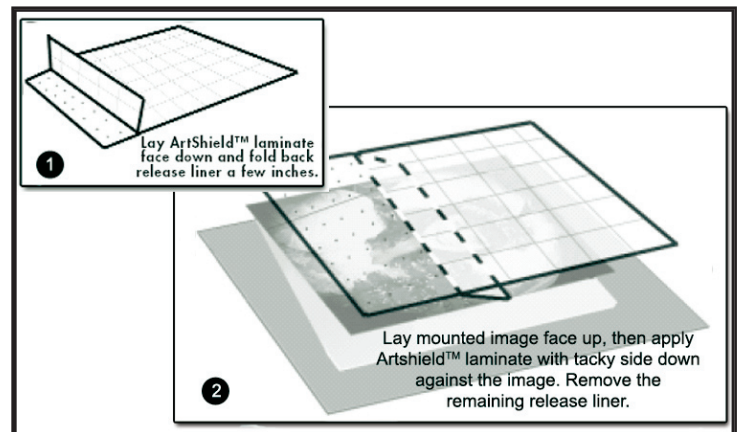 Lay ArtShield™ laminate
face down and fold back
release liner a few inches.
1
Lay mounted image face up, then apply
Artshield™ laminate with tacky side down
against the image. Remove the
remaining release liner.
2